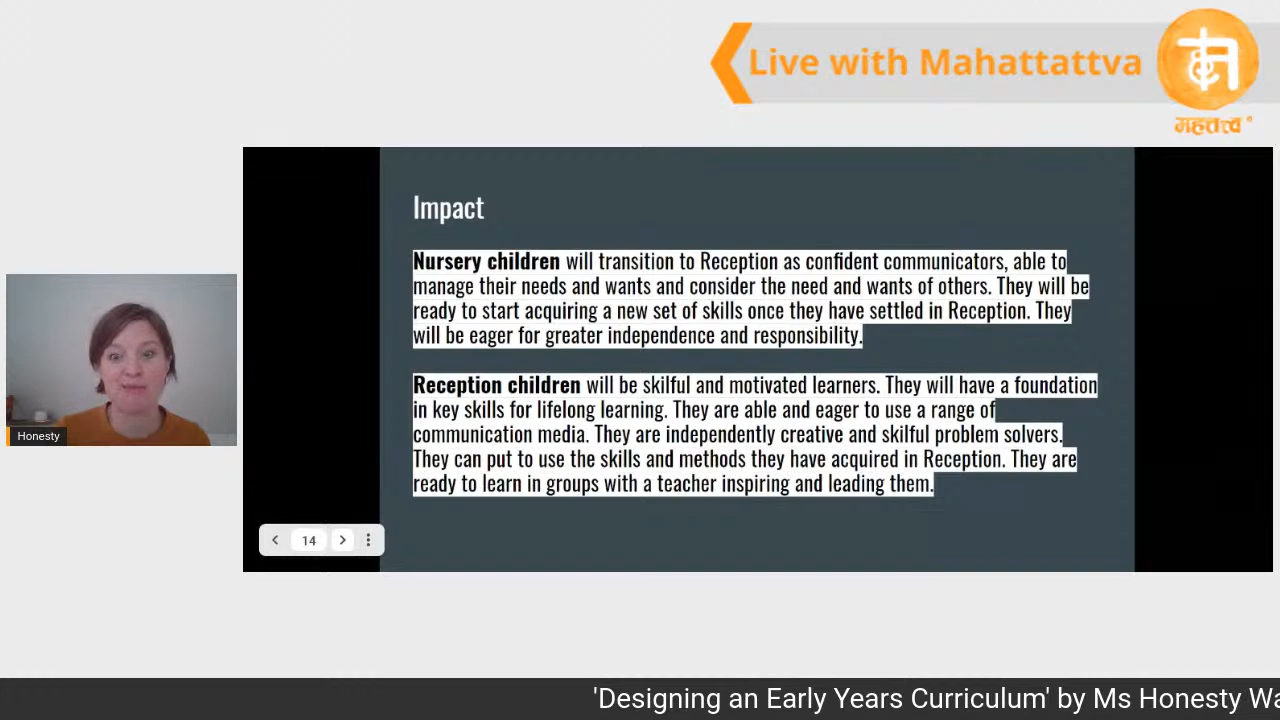 Live with Mahattattva
महत्तत्त्व
Impact
Nursery children will transition to Reception as confident communicators, able to
manage their needs and wants and consider the need and wants of others. They will be
ready to start acquiring a new set of skills once they have settled in Reception. They
will be eager for greater independence and responsibility.
Reception children will be skilful and motivated learners. They will have a foundation
in key skills for lifelong learning. They are able and eager to use a range of
communication media. They are independently creative and skilful problem solvers.
They can put to use the skills and methods they have acquired in Reception. They are
ready to learn in groups with a teacher inspiring and leading them.
Honesty
14
'Designing an Early Years Curriculum' by Ms Honesty Wa